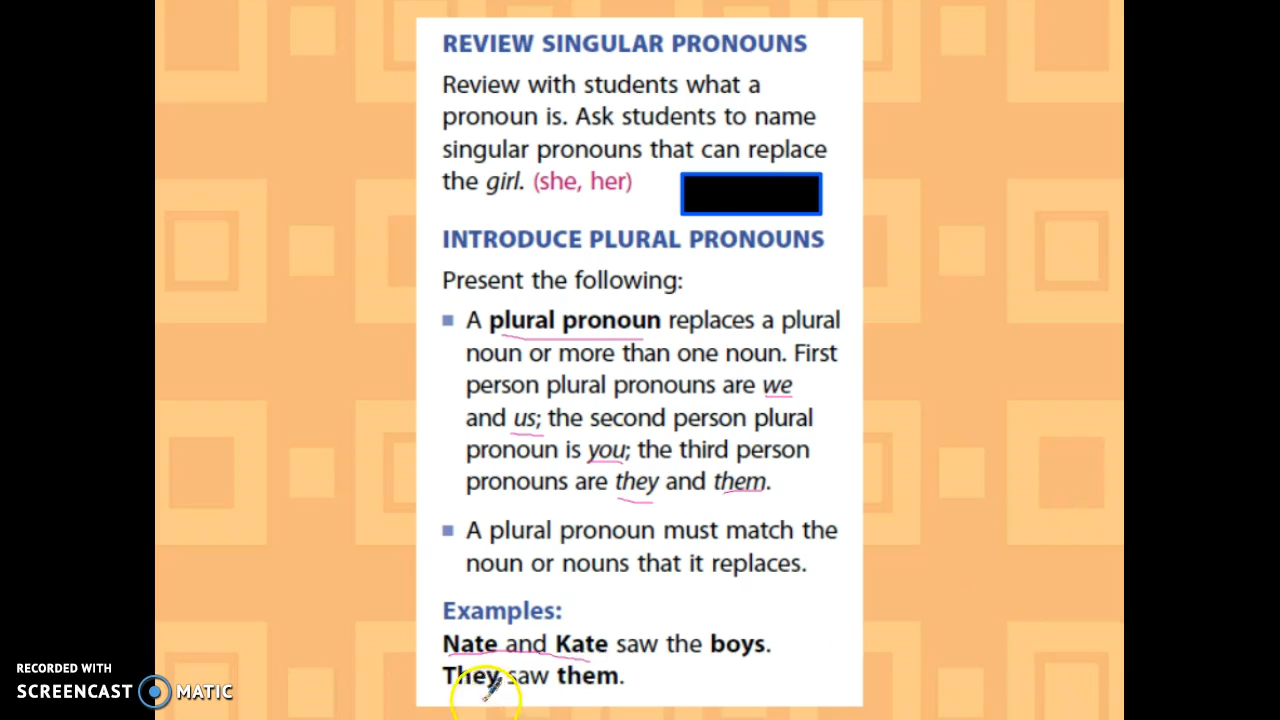 REVIEW SINGULAR PRONOUNS
Review with students what a
pronoun is. Ask students to name
singular pronouns that can replace
the girl. (she, her)
INTRODUCE PLURAL PRONOUNS
Present the following:
A plural pronoun replaces a plural
noun or more than one noun. First
person plural pronouns are we
and us; the second person plural
pronoun is you; the third person
pronouns are they and them.
A plural pronoun must match the
noun or nouns that it replaces.
Examples:
Nate and Kate saw the boys.
They saw them.
RECORDED WITH
SCREENCAST MATIC